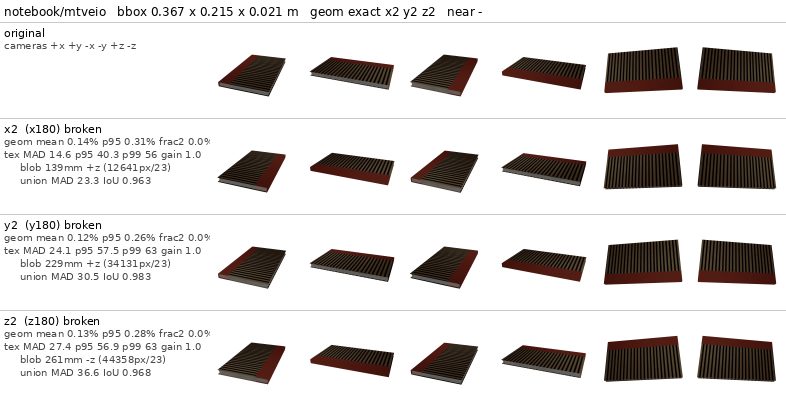 notebook/mtveio   bbox 0.367 x 0.215 x 0.021 m   geom exact x2 y2 z2   near -
original
cameras +x +y -x -y +z -z
x2  (x180) broken
geom mean 0.14% p95 0.31% frac2 0.0%
tex MAD 14.6 p95 40.3 p99 56 gain 1.0
blob 139mm +z (12641px/23)
union MAD 23.3 IoU 0.963
y2  (y180) broken
geom mean 0.12% p95 0.26% frac2 0.0%
tex MAD 24.1 p95 57.5 p99 63 gain 1.0
blob 229mm +z (34131px/23)
union MAD 30.5 IoU 0.983
z2  (z180) broken
geom mean 0.13% p95 0.28% frac2 0.0%
tex MAD 27.4 p95 56.9 p99 63 gain 1.0
blob 261mm -z (44358px/23)
union MAD 36.6 IoU 0.968